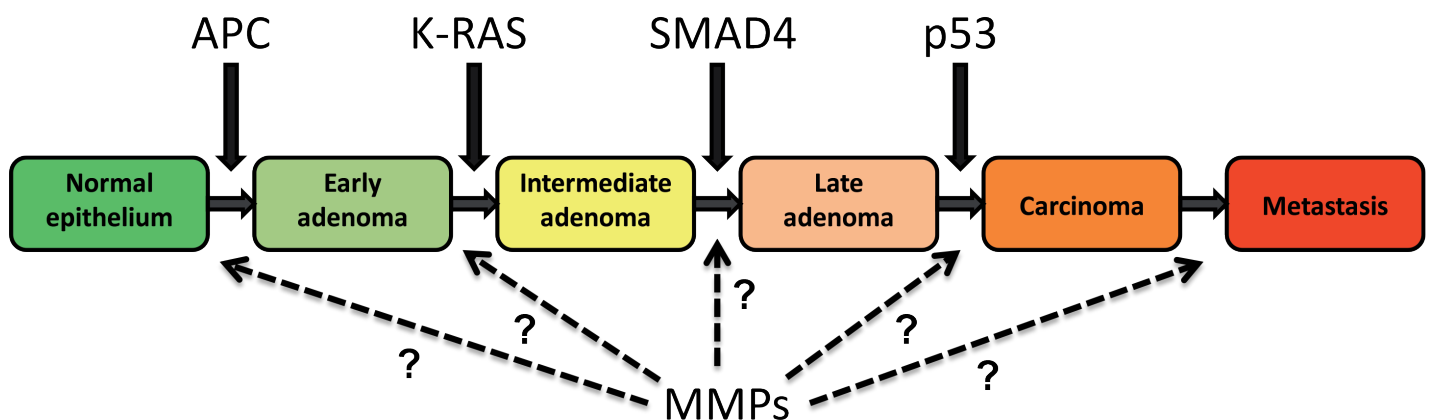 APC K-RAS SMAD4 p53
Normal Early Intermediate Late
epithelium adenoma adenoma adenoma Carcinoma Metastasis
?
? ?
? ?
MMPs